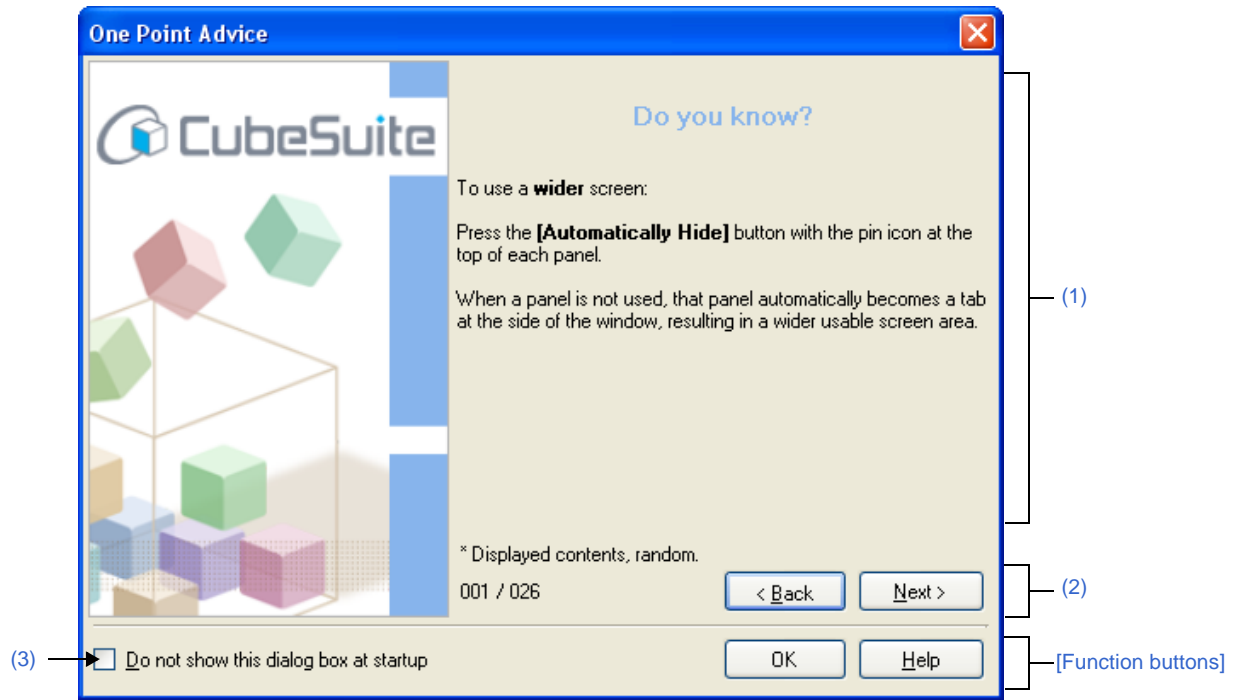 One Point Advice
CubeSuite
Do you know?
To use a wider screen:
Press the [Automatically Hide] button with the pin icon at the
top of each panel.
When a panel is not used, that panel automatically becomes a tab
at the side of the window, resulting in a wider usable screen area.
(1)
* Displayed contents, random.
001 / 026
< Back
Next >
(2)
(3)
Do not show this dialog box at startup
OK
Help
[Function buttons]